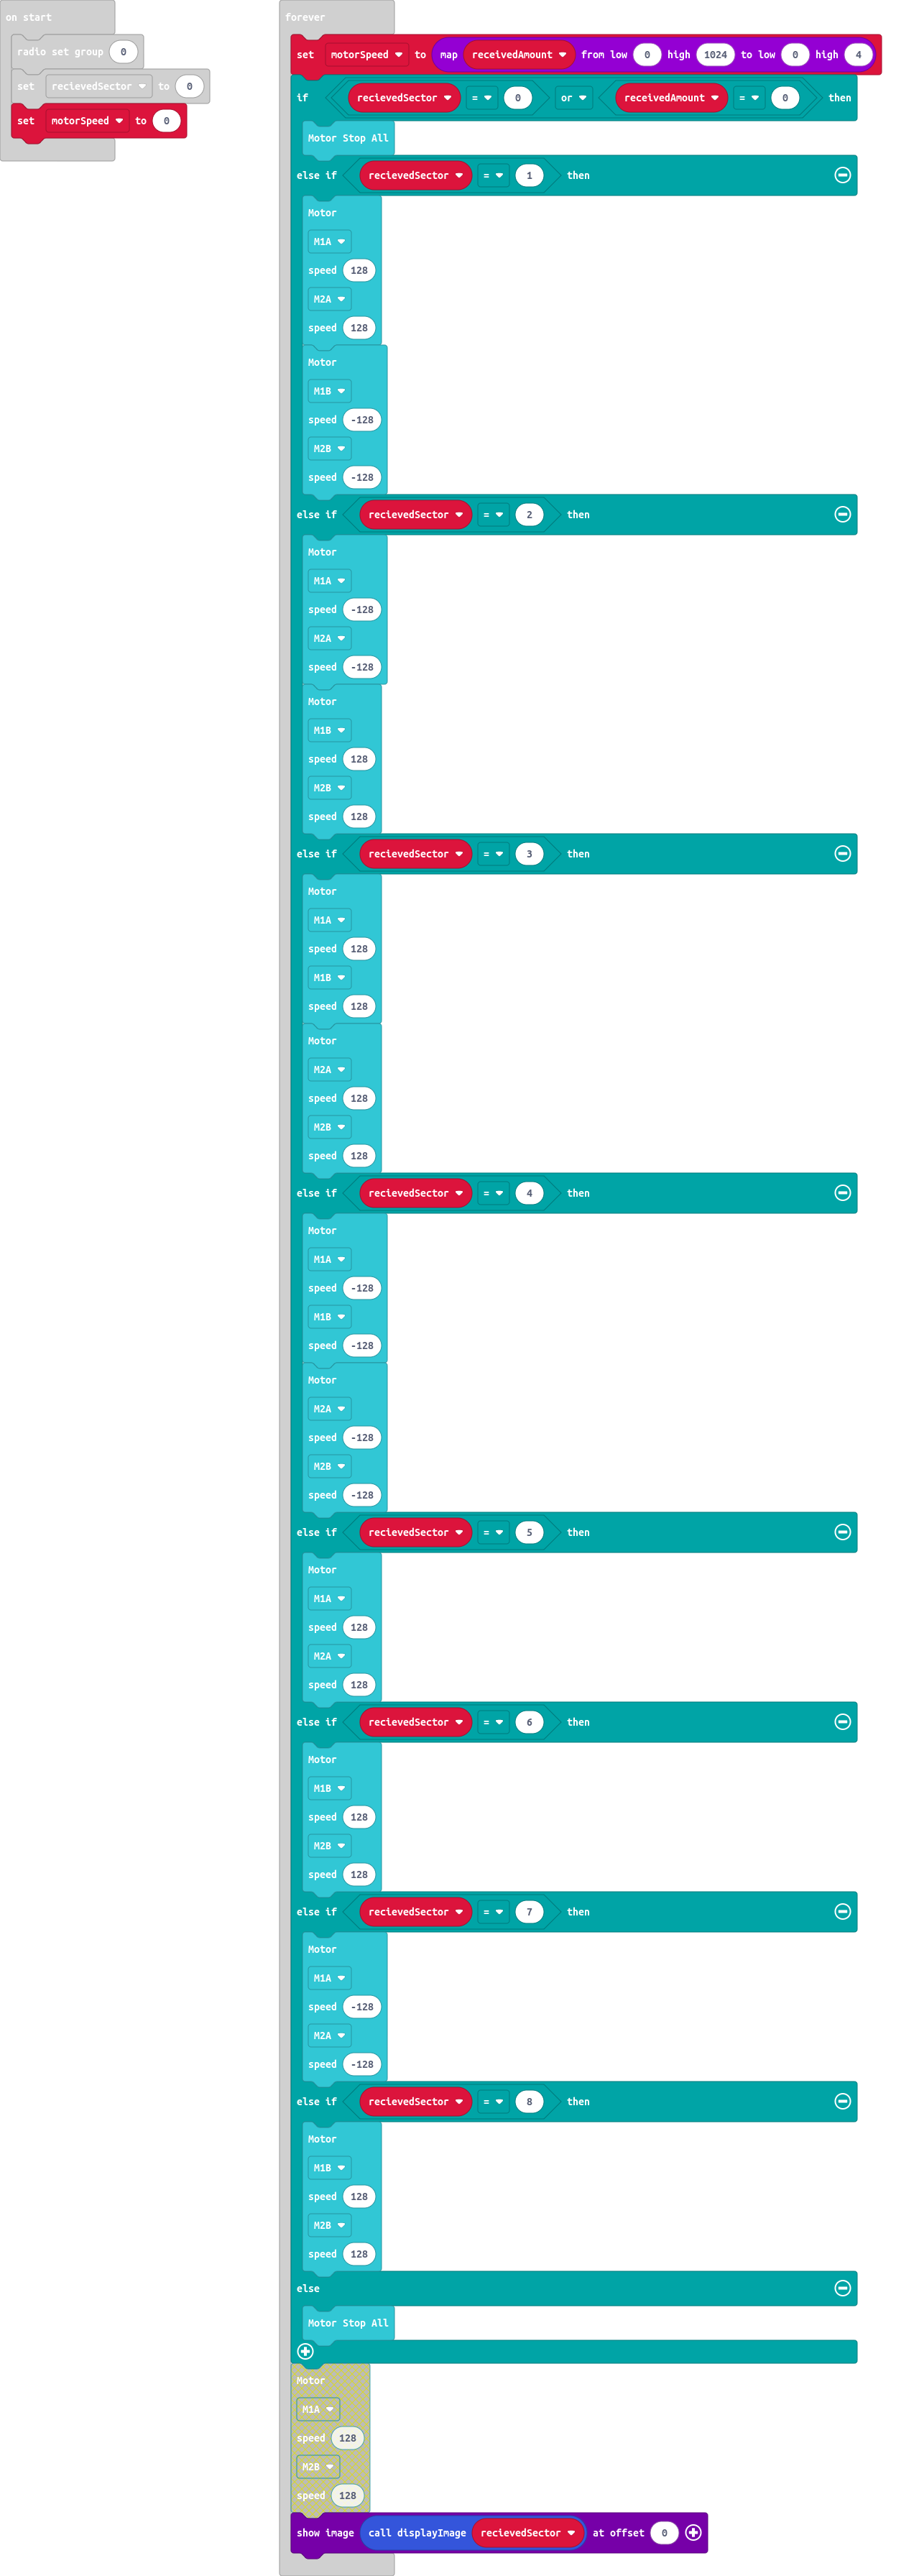 on start
radio set group 0
set recievedSector to 0
set motorSpeed to 0
forever
set motorSpeed to map receivedAmount from low 0 high 1024 to low 0 high 4
if recievedSector = 0 or receivedAmount = 0 then
Motor Stop All
else if recievedSector = 1 then
Motor
M1A
speed 128
M2A
speed 128
Motor
M1B
speed -128
M2B
speed -128
else if recievedSector = 2 then
Motor
M1A
speed -128
M2A
speed -128
Motor
M1B
speed 128
M2B
speed 128
else if recievedSector = 3 then
Motor
M1A
speed 128
M1B
speed 128
Motor
M2A
speed 128
M2B
speed 128
else if recievedSector = 4 then
Motor
M1A
speed -128
M1B
speed -128
Motor
M2A
speed -128
M2B
speed -128
else if recievedSector = 5 then
Motor
M1A
speed 128
M2A
speed 128
else if recievedSector = 6 then
Motor
M1B
speed 128
M2B
speed 128
else if recievedSector = 7 then
Motor
M1A
speed -128
M2A
speed -128
else if recievedSector = 8 then
Motor
M1B
speed 128
M2B
speed 128
else
Motor Stop All
Motor
M1A
speed 128
M2B
speed 128
show image call displayImage recievedSector at offset 0